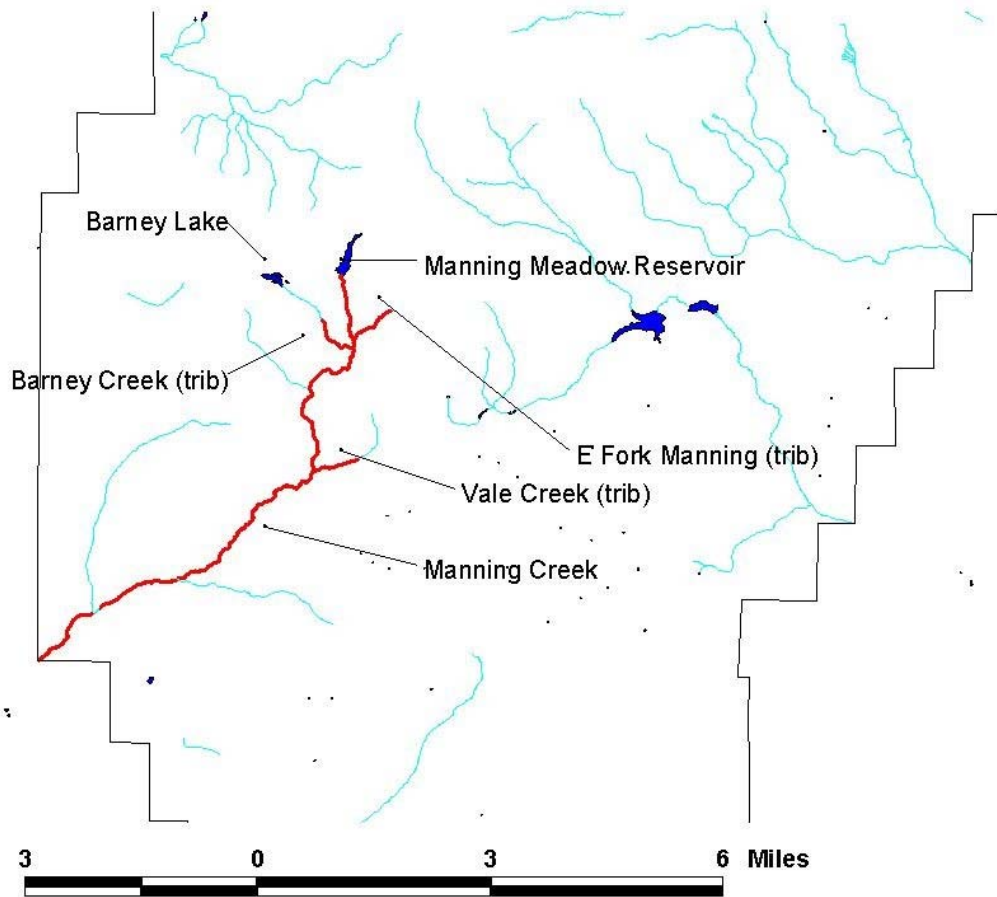 Barney Lake
Manning Meadow Reservoir
Barney Creek (trib)
E Fork Manning (trib)
Vale Creek (trib)
Manning Creek
3 0 3 6 Miles